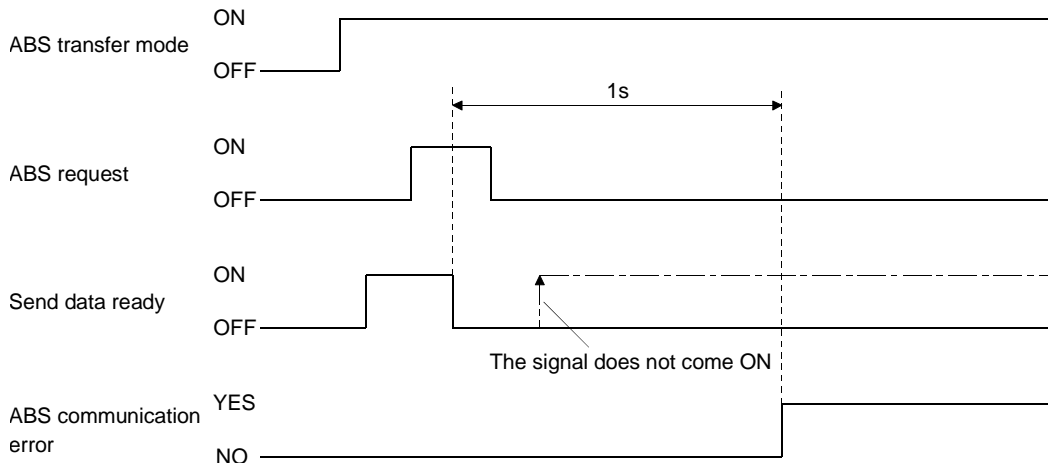 ON
ABS transfer mode
OFF
1s
ON
ABS request
OFF
ON
Send data ready
OFF
The signal does not come ON
YES
ABS communication
error
NO